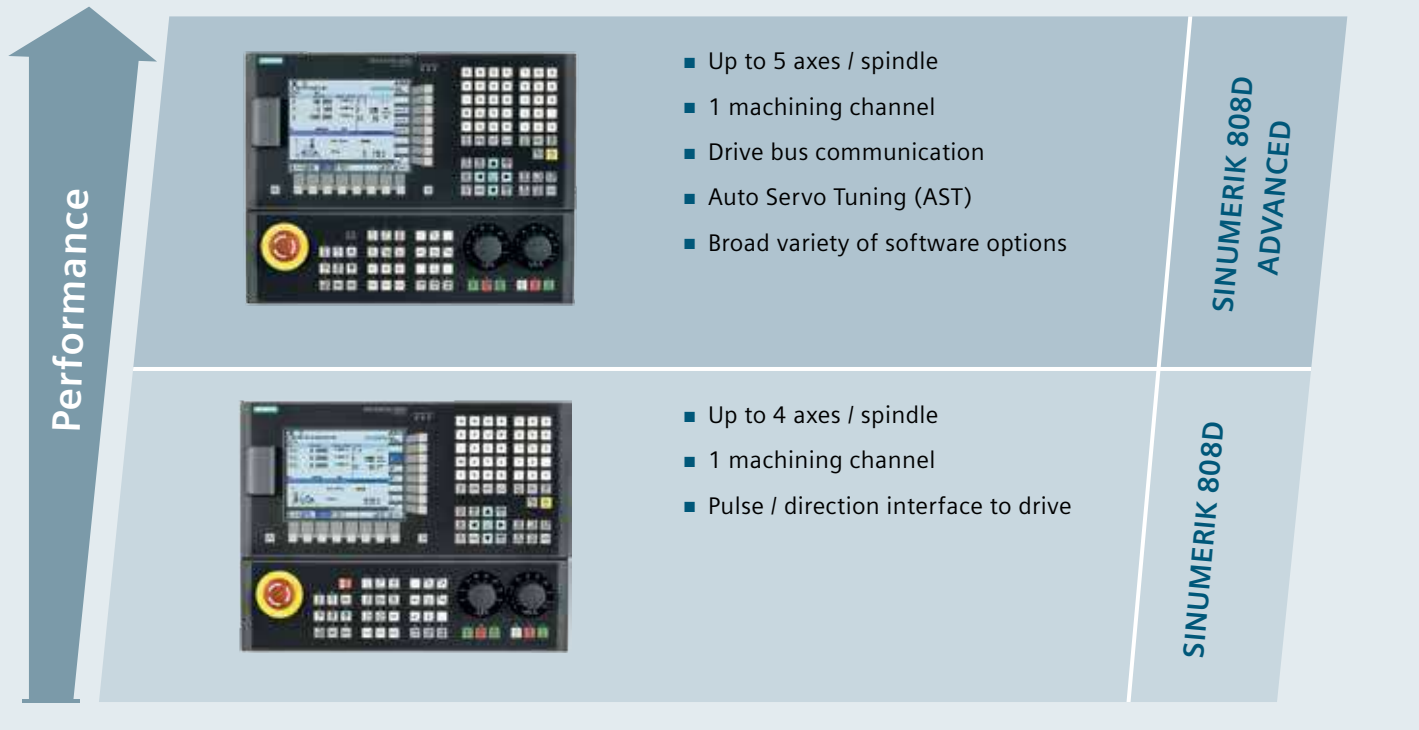 Performance
Up to 5 axes / spindle
1 machining channel
Drive bus communication
Auto Servo Tuning (AST)
Broad variety of software options
SINUMERIK 808D
ADVANCED
Up to 4 axes / spindle
1 machining channel
Pulse / direction interface to drive
SINUMERIK 808D